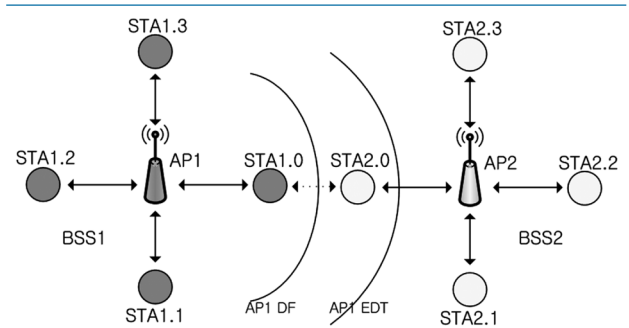 STA1.3
STA2.3
STA1.2
AP1
STA1.0
STA2.0
AP2
STA2.2
BSS1
BSS2
AP1 DF
AP1 EDT
STA1.1
STA2.1